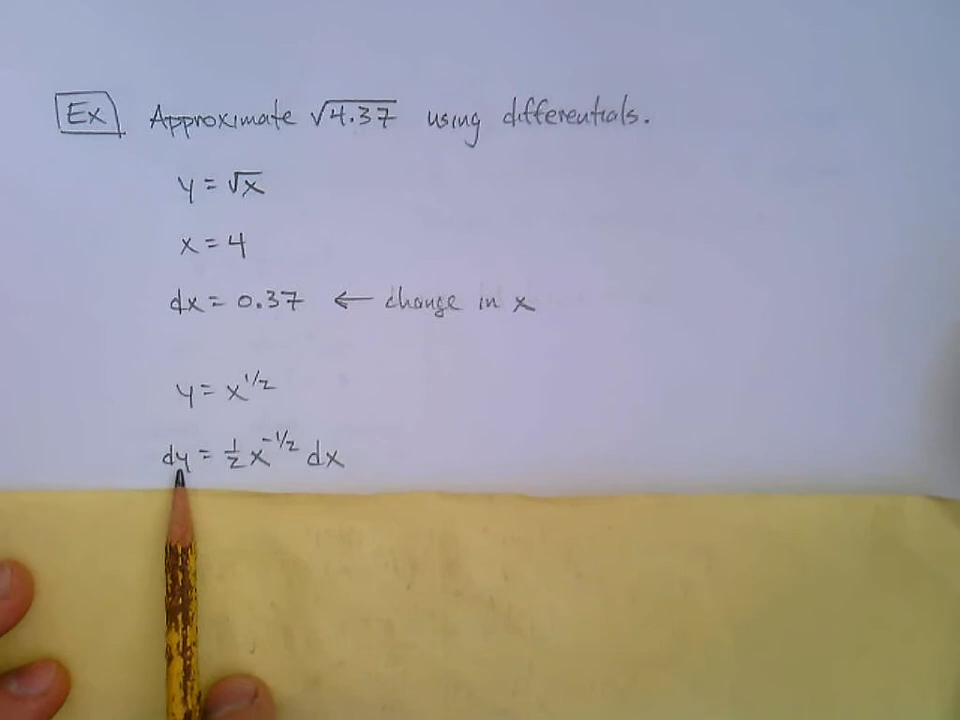 Ex Approximate √4.37 using differentials.
y = √x
x = 4
dx = 0.37 ← change in x
y = x^1/2
dy = 1/2 x^-1/2 dx